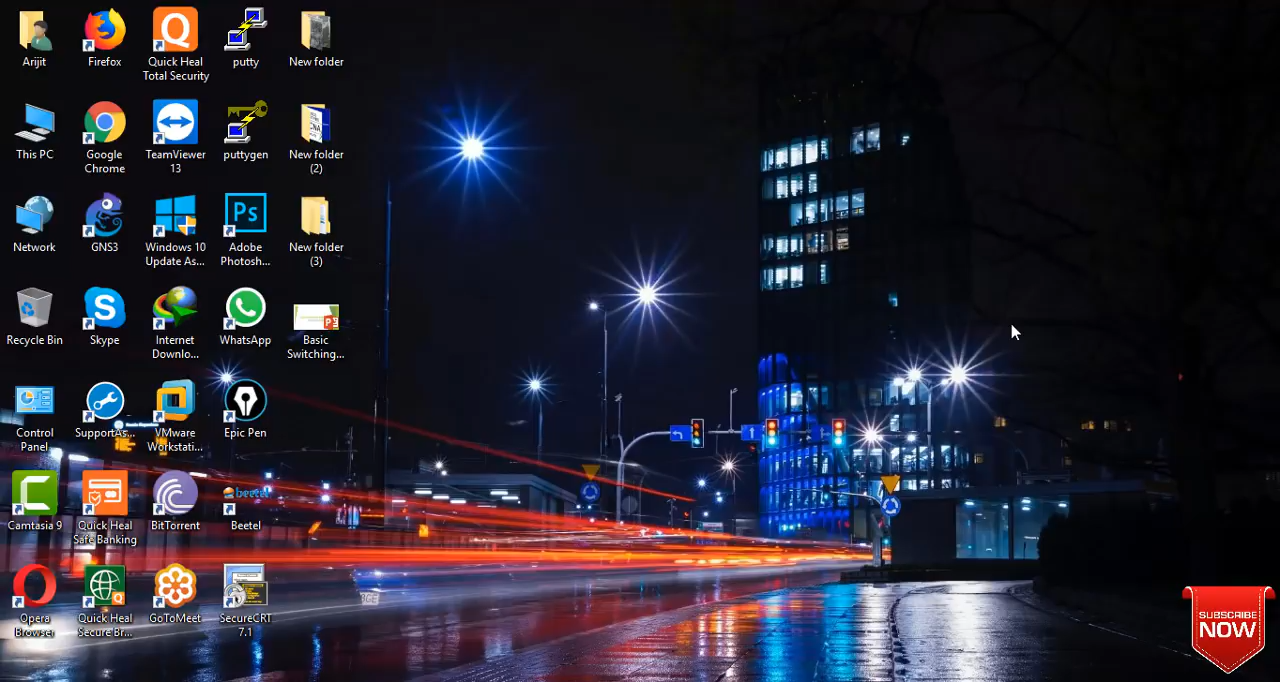 Arijit
Firefox
Quick Heal
Total Security
putty
New folder
This PC
Google
Chrome
TeamViewer
13
puttygen
New folder
(2)
Network
GNS3
Windows 10
Update As...
Ps
Adobe
Photosh...
New folder
(3)
Recycle Bin
Skype
Internet
Downlo...
WhatsApp
Basic
Switching...
Control
Panel
SupportAs...
VMware
Workstati...
Epic Pen
Camtasia 9
Quick Heal
Safe Banking
BitTorrent
beetel
Beetel
Opera
Browser
Quick Heal
Secure Br...
GoToMeet
SecureCRT
7.1
SUBSCRIBE
NOW